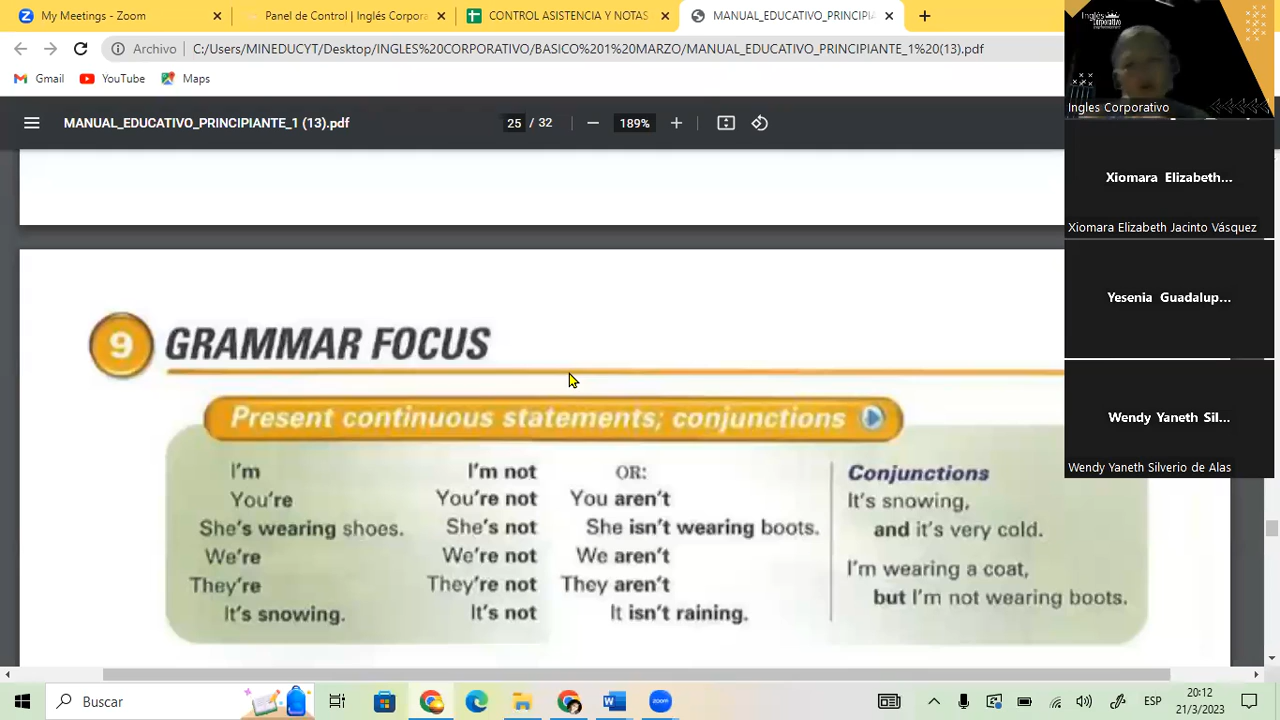 My Meetings - Zoom
Panel de Control | Inglés Corpora
CONTROL ASISTENCIA Y NOTAS
MANUAL_EDUCATIVO_PRINCIPIA
Archivo
C:/Users/MINEDUCYT/Desktop/INGLES%20CORPORATIVO/BASICO%201%20MARZO/MANUAL_EDUCATIVO_PRINCIPIANTE_1%20(13).pdf
Gmail
YouTube
Maps
MANUAL_EDUCATIVO_PRINCIPIANTE_1 (13).pdf
25 / 32
189%
Inglés
Corporativo
Ingles Corporativo
Xiomara Elizabeth...
Xiomara Elizabeth Jacinto Vásquez
Yesenia Guadalup...
Wendy Yaneth Sil...
Wendy Yaneth Silverio de Alas
9 GRAMMAR FOCUS
Present continuous statements; conjunctions
I'm
You're
She's wearing shoes.
We're
They're
It's snowing.
I'm not
You're not
She's not
We're not
They're not
It's not
OR:
You aren't
She isn't wearing boots.
We aren't
They aren't
It isn't raining.
Conjunctions
It's snowing,
and it's very cold.
I'm wearing a coat,
but I'm not wearing boots.
Buscar
zoom
ESP
20:12
21/3/2023